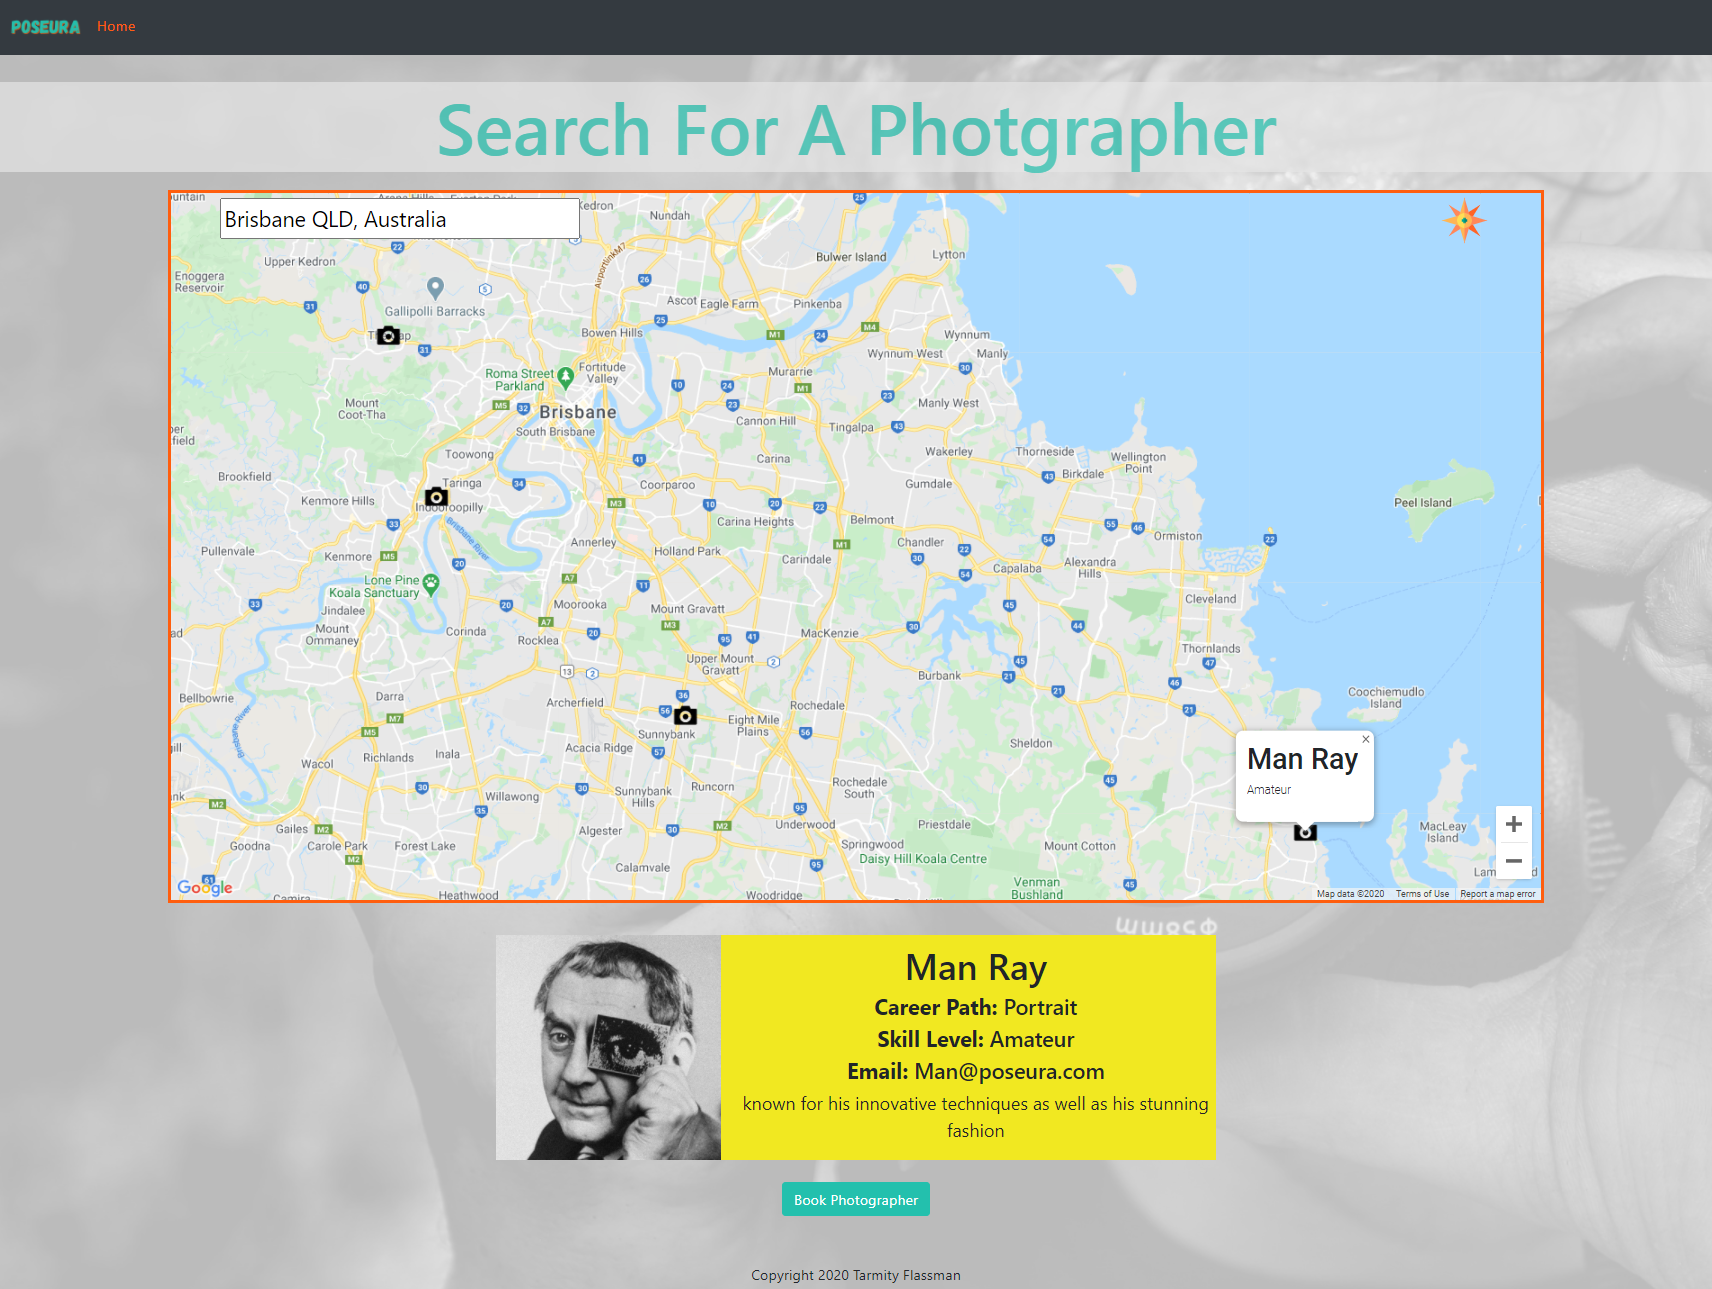 POSEURA Home
Search For A Photgrapher
Brisbane QLD, Australia
Kedron
Nundah
Bulwer Island
Lytton
Upper Kedron
Enoggera
Reservoir
Gallipolli Barracks
AirportlinkM7
Ascot
Eagle Farm
Pinkenba
Bowen Hills
Wynnum
Wynnum West
Manly
Roma Street
Parkland
Fortitude
Valley
Murarrie
Mount
Coot-Tha
Brisbane
Manly West
South Brisbane
Cannon Hill
Tingalpa
Toowong
Carina
Wakerley
Thorneside
Wellington
Point
Birkdale
Brookfield
Taringa
Kenmore Hills
Coorparoo
Gumdale
Peel Island
Carina Heights
Belmont
Brisbane River
Pullenvale
Kenmore
Annerley
Holland Park
Carindale
Chandler
Ormiston
Capalaba
Alexandra
Hills
Lone Pine
Koala Sanctuary
Jindalee
Moorooka
Mount Gravatt
Cleveland
Mount
Ommaney
Corinda
Rocklea
MacKenzie
Thornlands
Upper Mount
Gravatt
Burbank
Bellbowrie
Darra
Archerfield
Rochedale
Coochiemudlo
Island
Brisbane River
Eight Mile
Plains
Sunnybank
Acacia Ridge
Sheldon
Wacol
Richlands
Inala
Man Ray
Amateur
Willawong
Sunnybank
Hills
Runcorn
Rochedale
South
Gailes
Goodna
Carole Park
Forest Lake
Algester
Underwood
Priestdale
MacLeay
Island
Springwood
Daisy Hill Koala Centre
Mount Cotton
Calamvale
Venman
Bushland
Heathwood
Woodridge
Google
Map data ©2020 Terms of Use Report a map error
Man Ray
Career Path: Portrait
Skill Level: Amateur
Email: Man@poseura.com
known for his innovative techniques as well as his stunning
fashion
Book Photographer
Copyright 2020 Tarmity Flassman